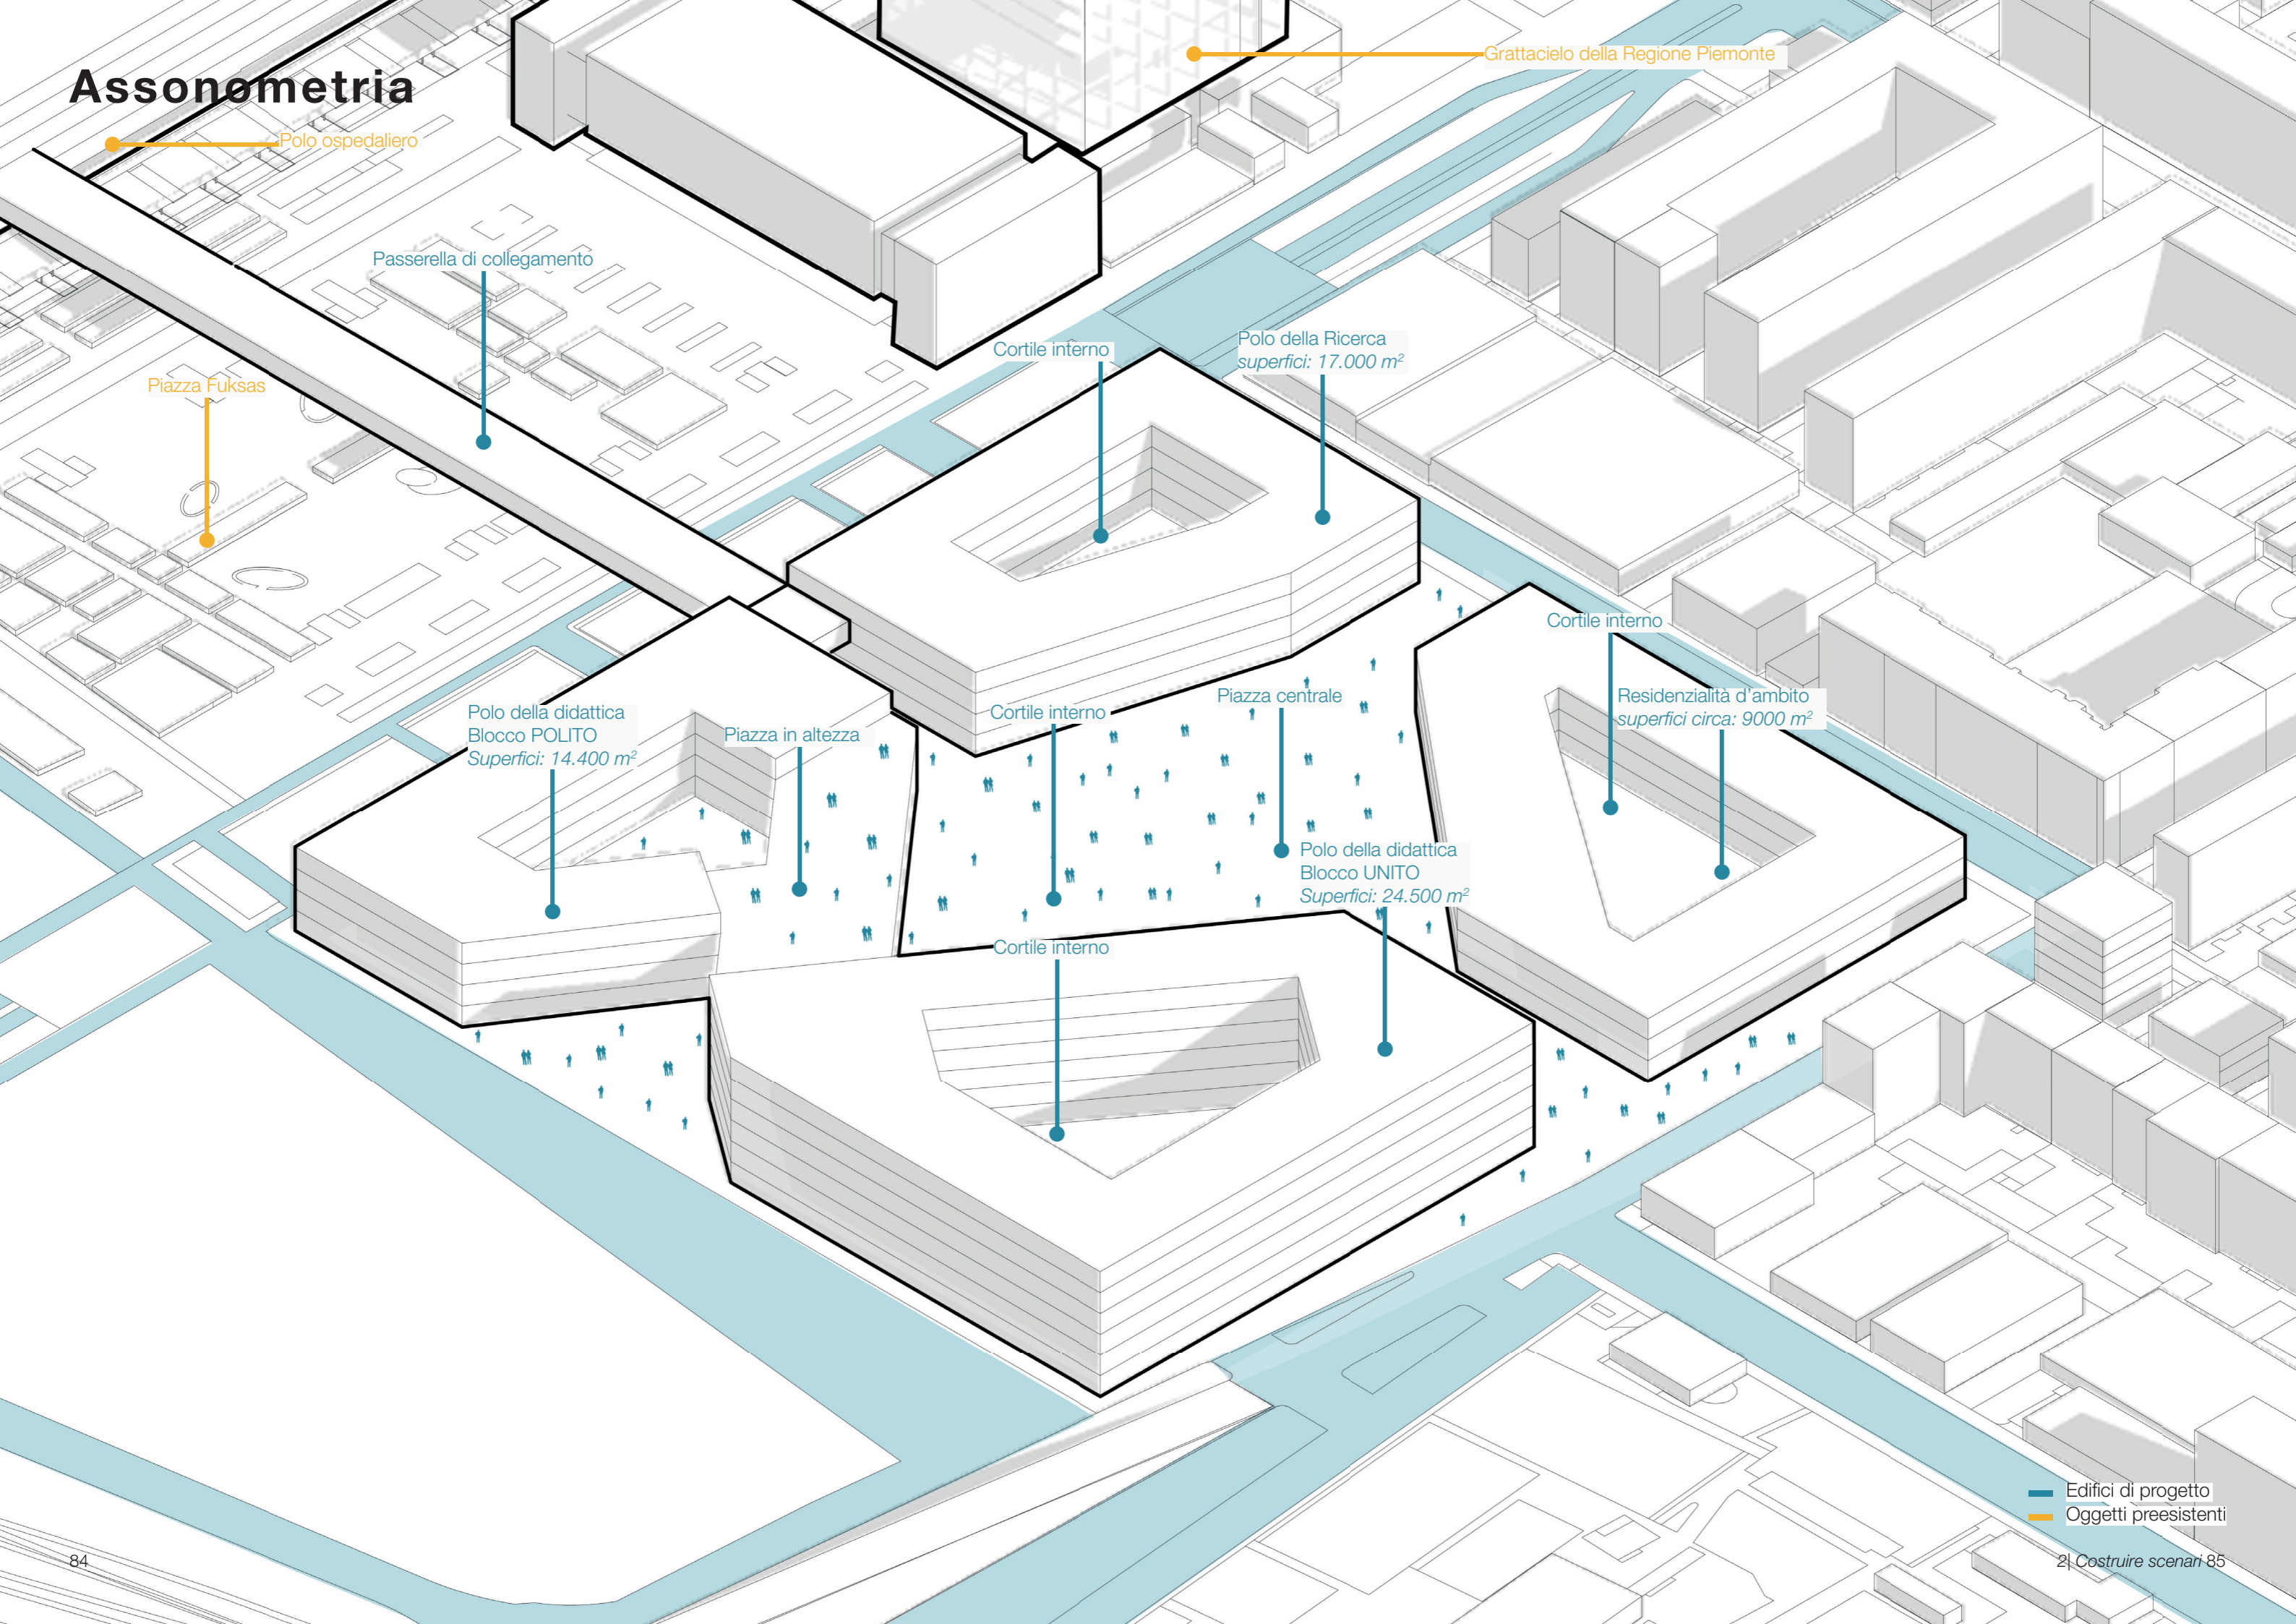 Assonometria
Grattacielo della Regione Piemonte
Polo ospedaliero
Passerella di collegamento
Piazza Fuksas
Cortile interno
Polo della Ricerca
superfici: 17.000 m²
Cortile interno
Residenzialità d'ambito
superfici circa: 9000 m²
Polo della didattica
Blocco POLITO
Superfici: 14.400 m²
Piazza in altezza
Cortile interno
Piazza centrale
Polo della didattica
Blocco UNITO
Superfici: 24.500 m²
Cortile interno
Edifici di progetto
Oggetti preesistenti
84
2| Costruire scenari 85